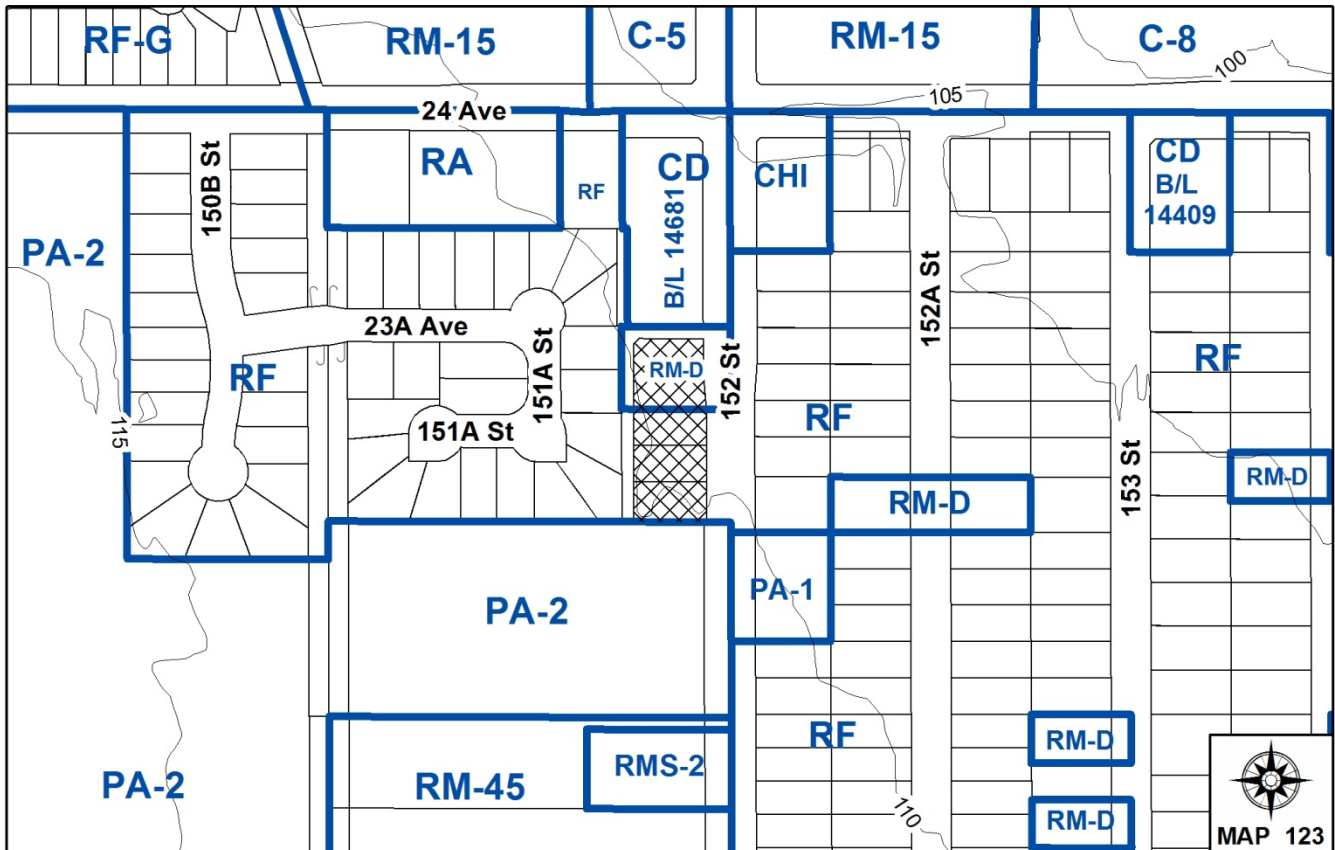 RF-G
RM-15
C-5
RM-15
C-8
100
105
24 Ave
RA
RF
CD
B/L 14681
CHI
CD
B/L
14409
150B St
PA-2
152A St
23A Ave
RF
151A St
RM-D
152 St
RF
RF
115
151A St
RM-D
RM-D
153 St
PA-2
PA-1
PA-2
RM-45
RMS-2
RF
RM-D
110
RM-D
MAP 123